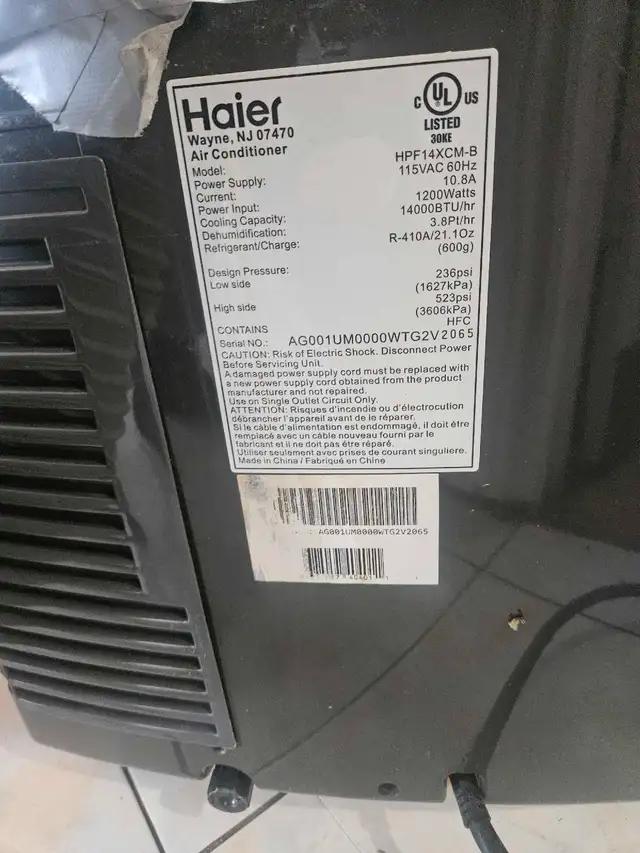 Haier
Wayne, NJ 07470
Air Conditioner
C UL US
LISTED
30KE
Model: HPF14XCM-B
Power Supply: 115VAC 60Hz
Current: 10.8A
Power Input: 1200Watts
Cooling Capacity: 14000BTU/hr
Dehumidification: 3.8Pt/hr
Refrigerant/Charge: R-410A/21.1Oz
(600g)
Design Pressure:
Low side 236psi
(1627kPa)
High side 523psi
(3606kPa)
CONTAINS HFC
Serial NO.: AG001UM0000WTG2V2065
CAUTION: Risk of Electric Shock. Disconnect Power
Before Servicing Unit.
A damaged power supply cord must be replaced with
a new power supply cord obtained from the product
manufacturer and not repaired.
Use on Single Outlet Circuit Only.
ATTENTION: Risques d'incendie ou d'électrocution
débrancher l'appareil avant de le réparer.
Si le câble d'alimentation est endommagé, il doit être
remplacé avec un câble nouveau fourni par le
fabricant et il ne doit pas être réparé.
Utiliser seulement avec prises de courant singuliere.
Made in China / Fabriqué en Chine
AG001UM0000WTG2V2065